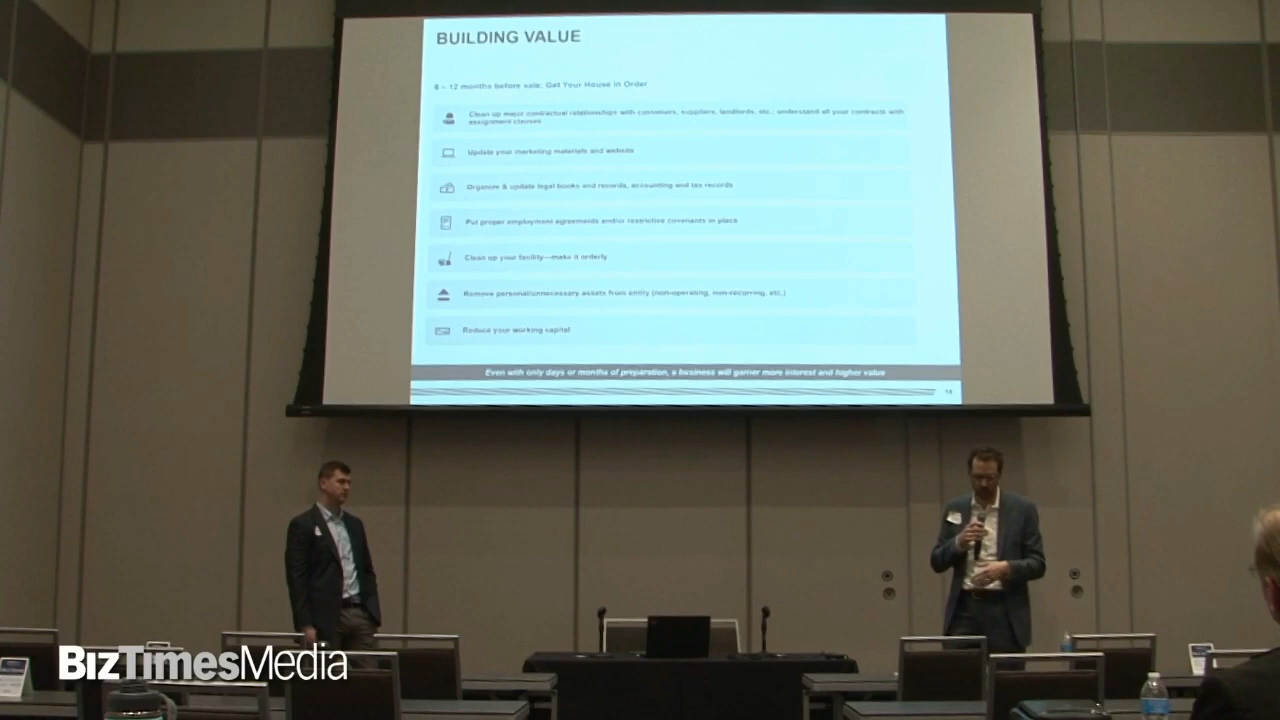 BUILDING VALUE
6 – 12 months before sale: Get Your House in Order
Clean up major contractual relationships with customers, suppliers, landlords, etc., understand all your contracts with
assignment clauses
Update your marketing materials and website
Organize & update legal books and records, accounting and tax records
Put proper employment agreements and/or restrictive covenants in place
Clean up your facility—make it orderly
Remove personal/unnecessary assets from entity (non-operating, non-recurring, etc.)
Reduce your working capital
Even with only days or months of preparation, a business will garner more interest and higher value
BizTimesMedia